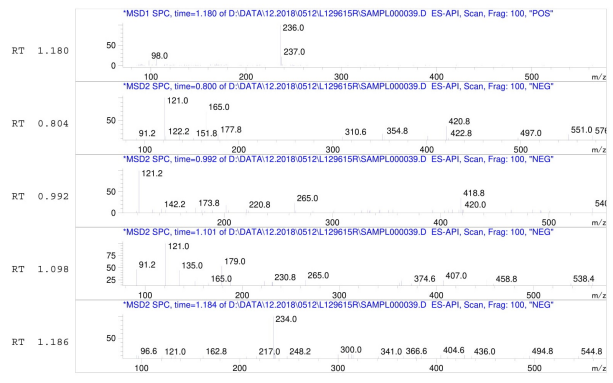 *MSD1 SPC, time=1.180 of D:\DATA\12.2018\0512\L129615R\SAMPL000039.D ES-API, Scan, Frag: 100, "POS"
236.0
50
237.0
RT 1.180
98.0
0
100 200 300 400 500 m/z
*MSD2 SPC, time=0.800 of D:\DATA\12.2018\0512\L129615R\SAMPL000039.D ES-API, Scan, Frag: 100, "NEG"
121.0
165.0
RT 0.804
50
420.8
91.2 122.2 151.8 177.8 310.6 354.8 422.8 497.0 551.0 576
100 200 300 400 500 m/z
*MSD2 SPC, time=0.992 of D:\DATA\12.2018\0512\L129615R\SAMPL000039.D ES-API, Scan, Frag: 100, "NEG"
121.2
RT 0.992
50
265.0 418.8
142.2 173.8 220.8 420.0 540
0
200 300 400 500 m/z
*MSD2 SPC, time=1.101 of D:\DATA\12.2018\0512\L129615R\SAMPL000039.D ES-API, Scan, Frag: 100, "NEG"
121.0
75
RT 1.098
50
91.2 135.0 179.0
25
165.0 230.8 265.0 374.6 407.0 458.8 538.4
100 200 300 400 500 m/z
*MSD2 SPC, time=1.184 of D:\DATA\12.2018\0512\L129615R\SAMPL000039.D ES-API, Scan, Frag: 100, "NEG"
234.0
RT 1.186
50
96.6 121.0 162.8 217.0 248.2 300.0 341.0 366.6 404.6 436.0 494.8 544.8
100 200 300 400 500 m/z